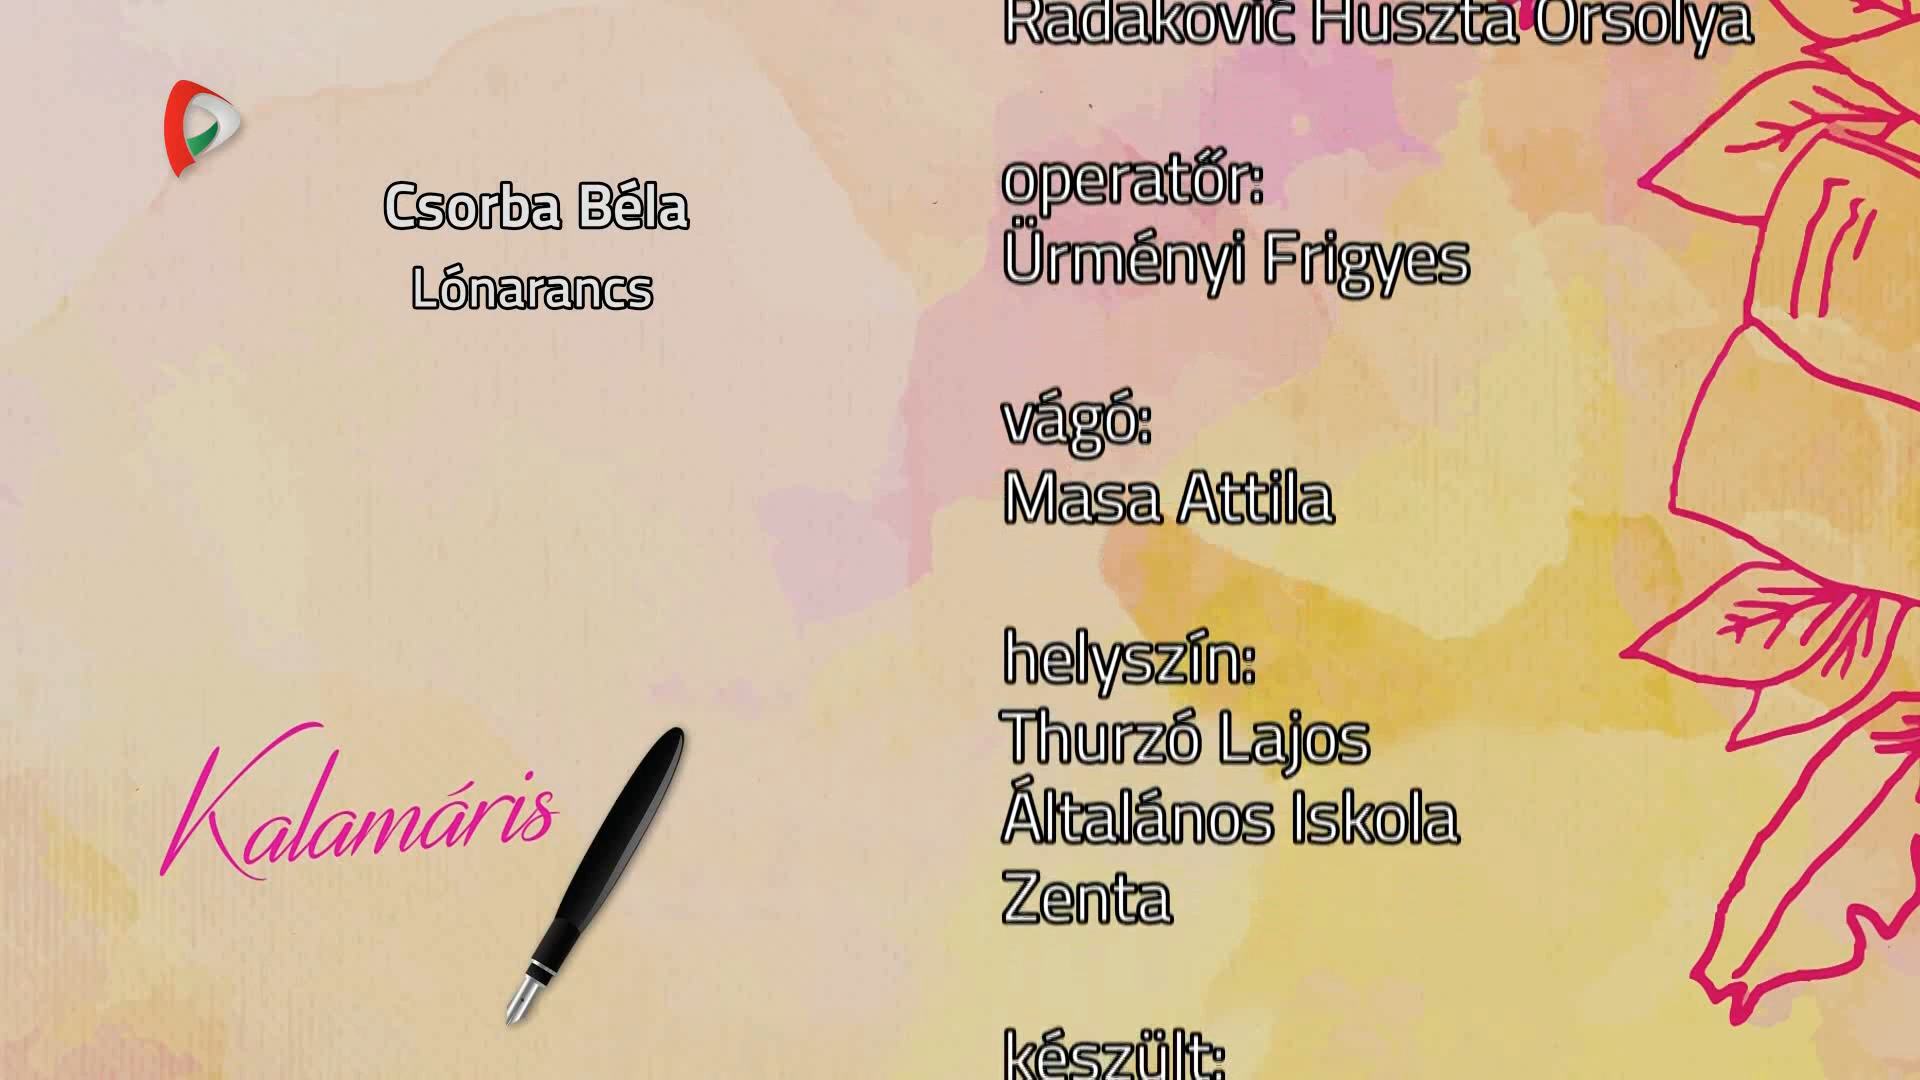 Csorba Béla
Lónarancs
Kalamáris
Radaković Huszta Orsolya
operatőr:
Ürményi Frigyes
vágó:
Masa Attila
helyszín:
Thurzó Lajos
Általános Iskola
Zenta
készült: